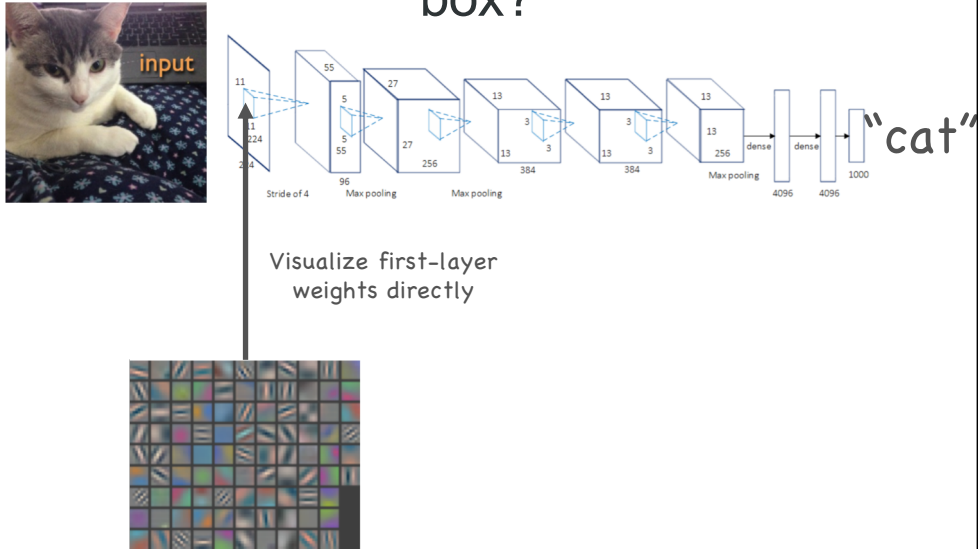 box?
input
"cat"
11
11
224
224
Stride of 4
55
5
5
55
96
Max pooling
27
27
256
Max pooling
13
3
3
13
384
13
3
3
13
384
13
13
256
Max pooling
dense
4096
dense
4096
1000
Visualize first-layer
weights directly